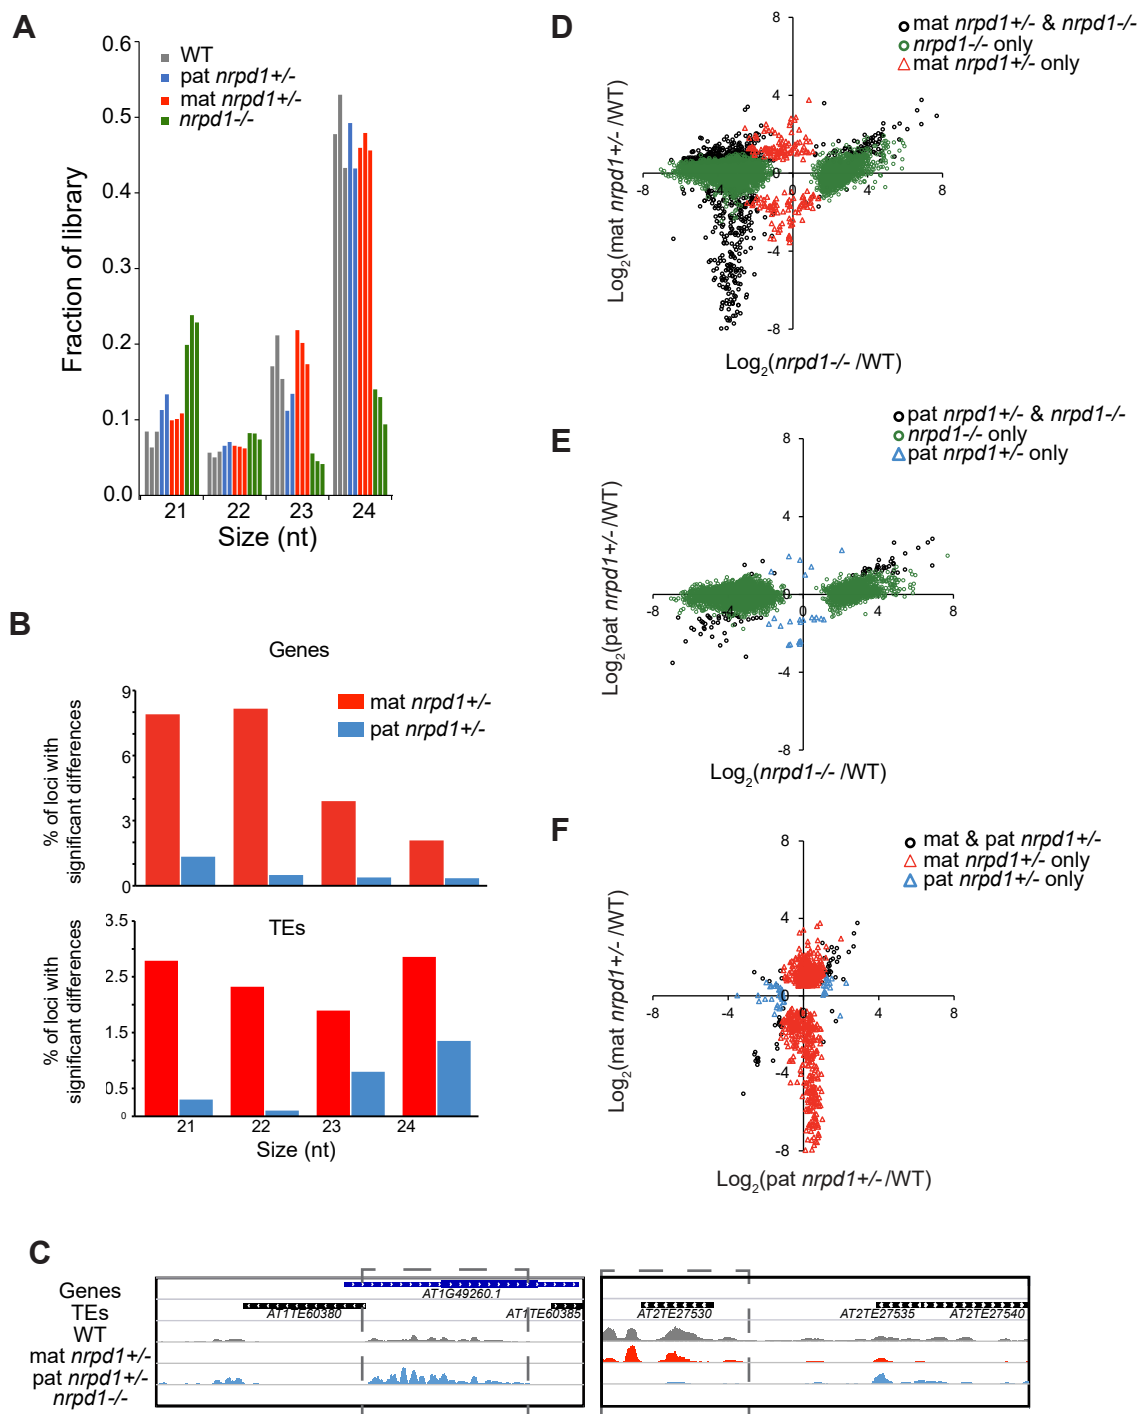 A
0.6
0.5
0.4
0.3
0.2
0.1
0.0
Fraction of library
WT
pat nrpd1+/-
mat nrpd1+/-
nrpd1-/-
21 22 23 24
Size (nt)
B
Genes
9
6
3
0
% of loci with
significant differences
mat nrpd1+/-
pat nrpd1+/-
TEs
3.5
2.5
1.5
0.5
0
% of loci with
significant differences
21 22 23 24
Size (nt)
C
Genes
TEs
WT
mat nrpd1+/-
pat nrpd1+/-
nrpd1-/-
AT1G49260.1
AT1TE60380
AT1TE60385
AT2TE27530
AT2TE27535
AT2TE27540
D
mat nrpd1+/- & nrpd1-/-
nrpd1-/- only
mat nrpd1+/- only
8
4
-8 -4 0 4 8
-4
-8
Log2(mat nrpd1+/- /WT)
Log2(nrpd1-/- /WT)
E
pat nrpd1+/- & nrpd1-/-
nrpd1-/- only
pat nrpd1+/- only
8
4
-8 -4 0 4 8
-4
-8
Log2(pat nrpd1+/- /WT)
Log2(nrpd1-/- /WT)
F
mat & pat nrpd1+/-
mat nrpd1+/- only
pat nrpd1+/- only
8
4
0
-8 -4 0 4 8
-4
-8
Log2(mat nrpd1+/- /WT)
Log2(pat nrpd1+/- /WT)